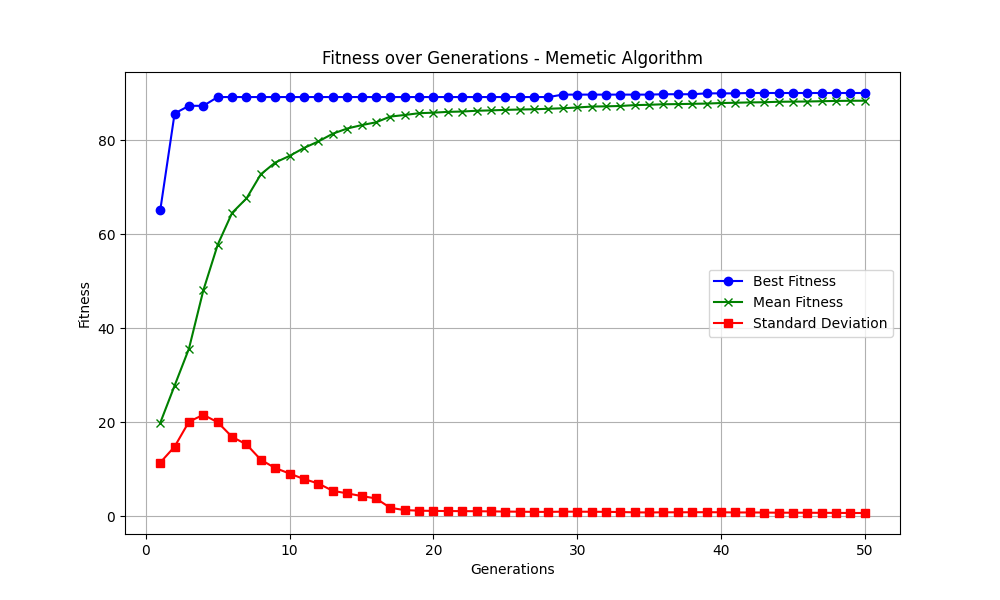 Fitness over Generations - Memetic Algorithm
Fitness
80
60
40
20
0
Best Fitness
Mean Fitness
Standard Deviation
0 10 20 30 40 50
Generations